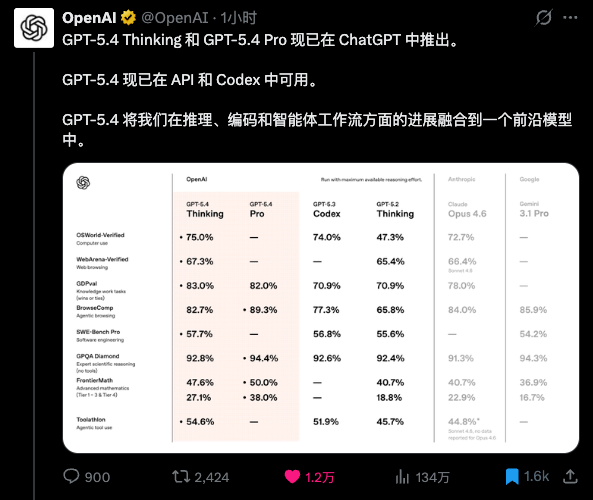 OpenAI @OpenAI · 1小时
GPT-5.4 Thinking 和 GPT-5.4 Pro 现已在 ChatGPT 中推出。
GPT-5.4 现已在 API 和 Codex 中可用。
GPT-5.4 将我们在推理、编码和智能体工作流方面的进展融合到一个前沿模型
中。
OpenAI Run with maximum available reasoning effort. Anthropic Google
GPT-5.4 GPT-5.4 GPT-5.3 GPT-5.2 Claude Gemini
Thinking Pro Codex Thinking Opus 4.6 3.1 Pro
OSWorld-Verified • 75.0% — 74.0% 47.3% 72.7% —
Computer use
WebArena-Verified • 67.3% — — 65.4% 66.4% —
Web browsing Sonnet 4.6
GDPval • 83.0% 82.0% 70.9% 70.9% 78.0% —
Knowledge work tasks
(wins or ties)
BrowseComp 82.7% • 89.3% 77.3% 65.8% 84.0% 85.9%
Agentic browsing
SWE-Bench Pro • 57.7% — 56.8% 55.6% — 54.2%
Software engineering
GPQA Diamond 92.8% • 94.4% 92.6% 92.4% 91.3% 94.3%
Expert scientific reasoning
(no tools)
FrontierMath 47.6% • 50.0% — 40.7% 40.7% 36.9%
Advanced mathematics
(Tier 1 – 3 & Tier 4) 27.1% • 38.0% — 18.8% 22.9% 16.7%
Toolathlon • 54.6% — 51.9% 45.7% 44.8%* —
Agentic tool use Sonnet 4.6, no data
reported for Opus 4.6
900 2,424 1.2万 134万 1.6k